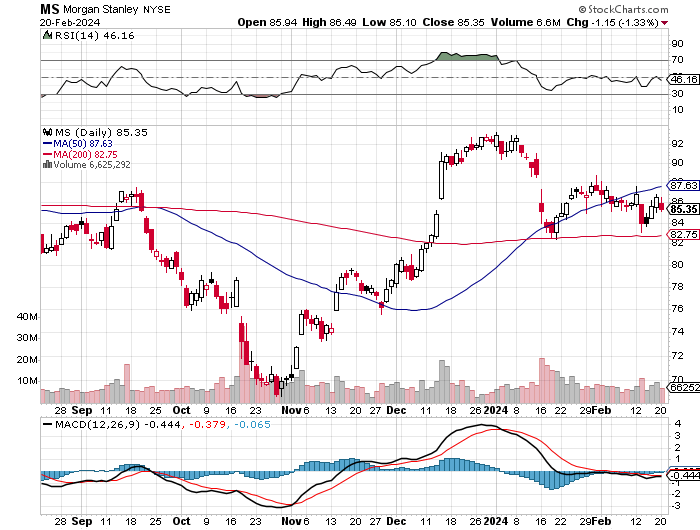 MS Morgan Stanley NYSE © StockCharts.com
20-Feb-2024 Open 85.94 High 86.49 Low 85.10 Close 85.35 Volume 6.6M Chg -1.15 (-1.33%)
RSI(14) 46.16
90
70
46.16
30
10
MS (Daily) 85.35
MA(50) 87.63
MA(200) 82.75
Volume 6,625,292
92
90
88
87.63
86
85.35
84
82.75
82
80
78
76
74
72
70
40M
30M
20M
10M
66252
28 Sep 11 18 25 Oct 9 16 23 Nov 6 13 20 27 Dec 11 18 26 2024 8 16 22 29 Feb 12 20
MACD(12,26,9) -0.444, -0.379, -0.065
4
3
2
1
-0.444
-1
-2
-3
28 Sep 11 18 25 Oct 9 16 23 Nov 6 13 20 27 Dec 11 18 26 2024 8 16 22 29 Feb 12 20